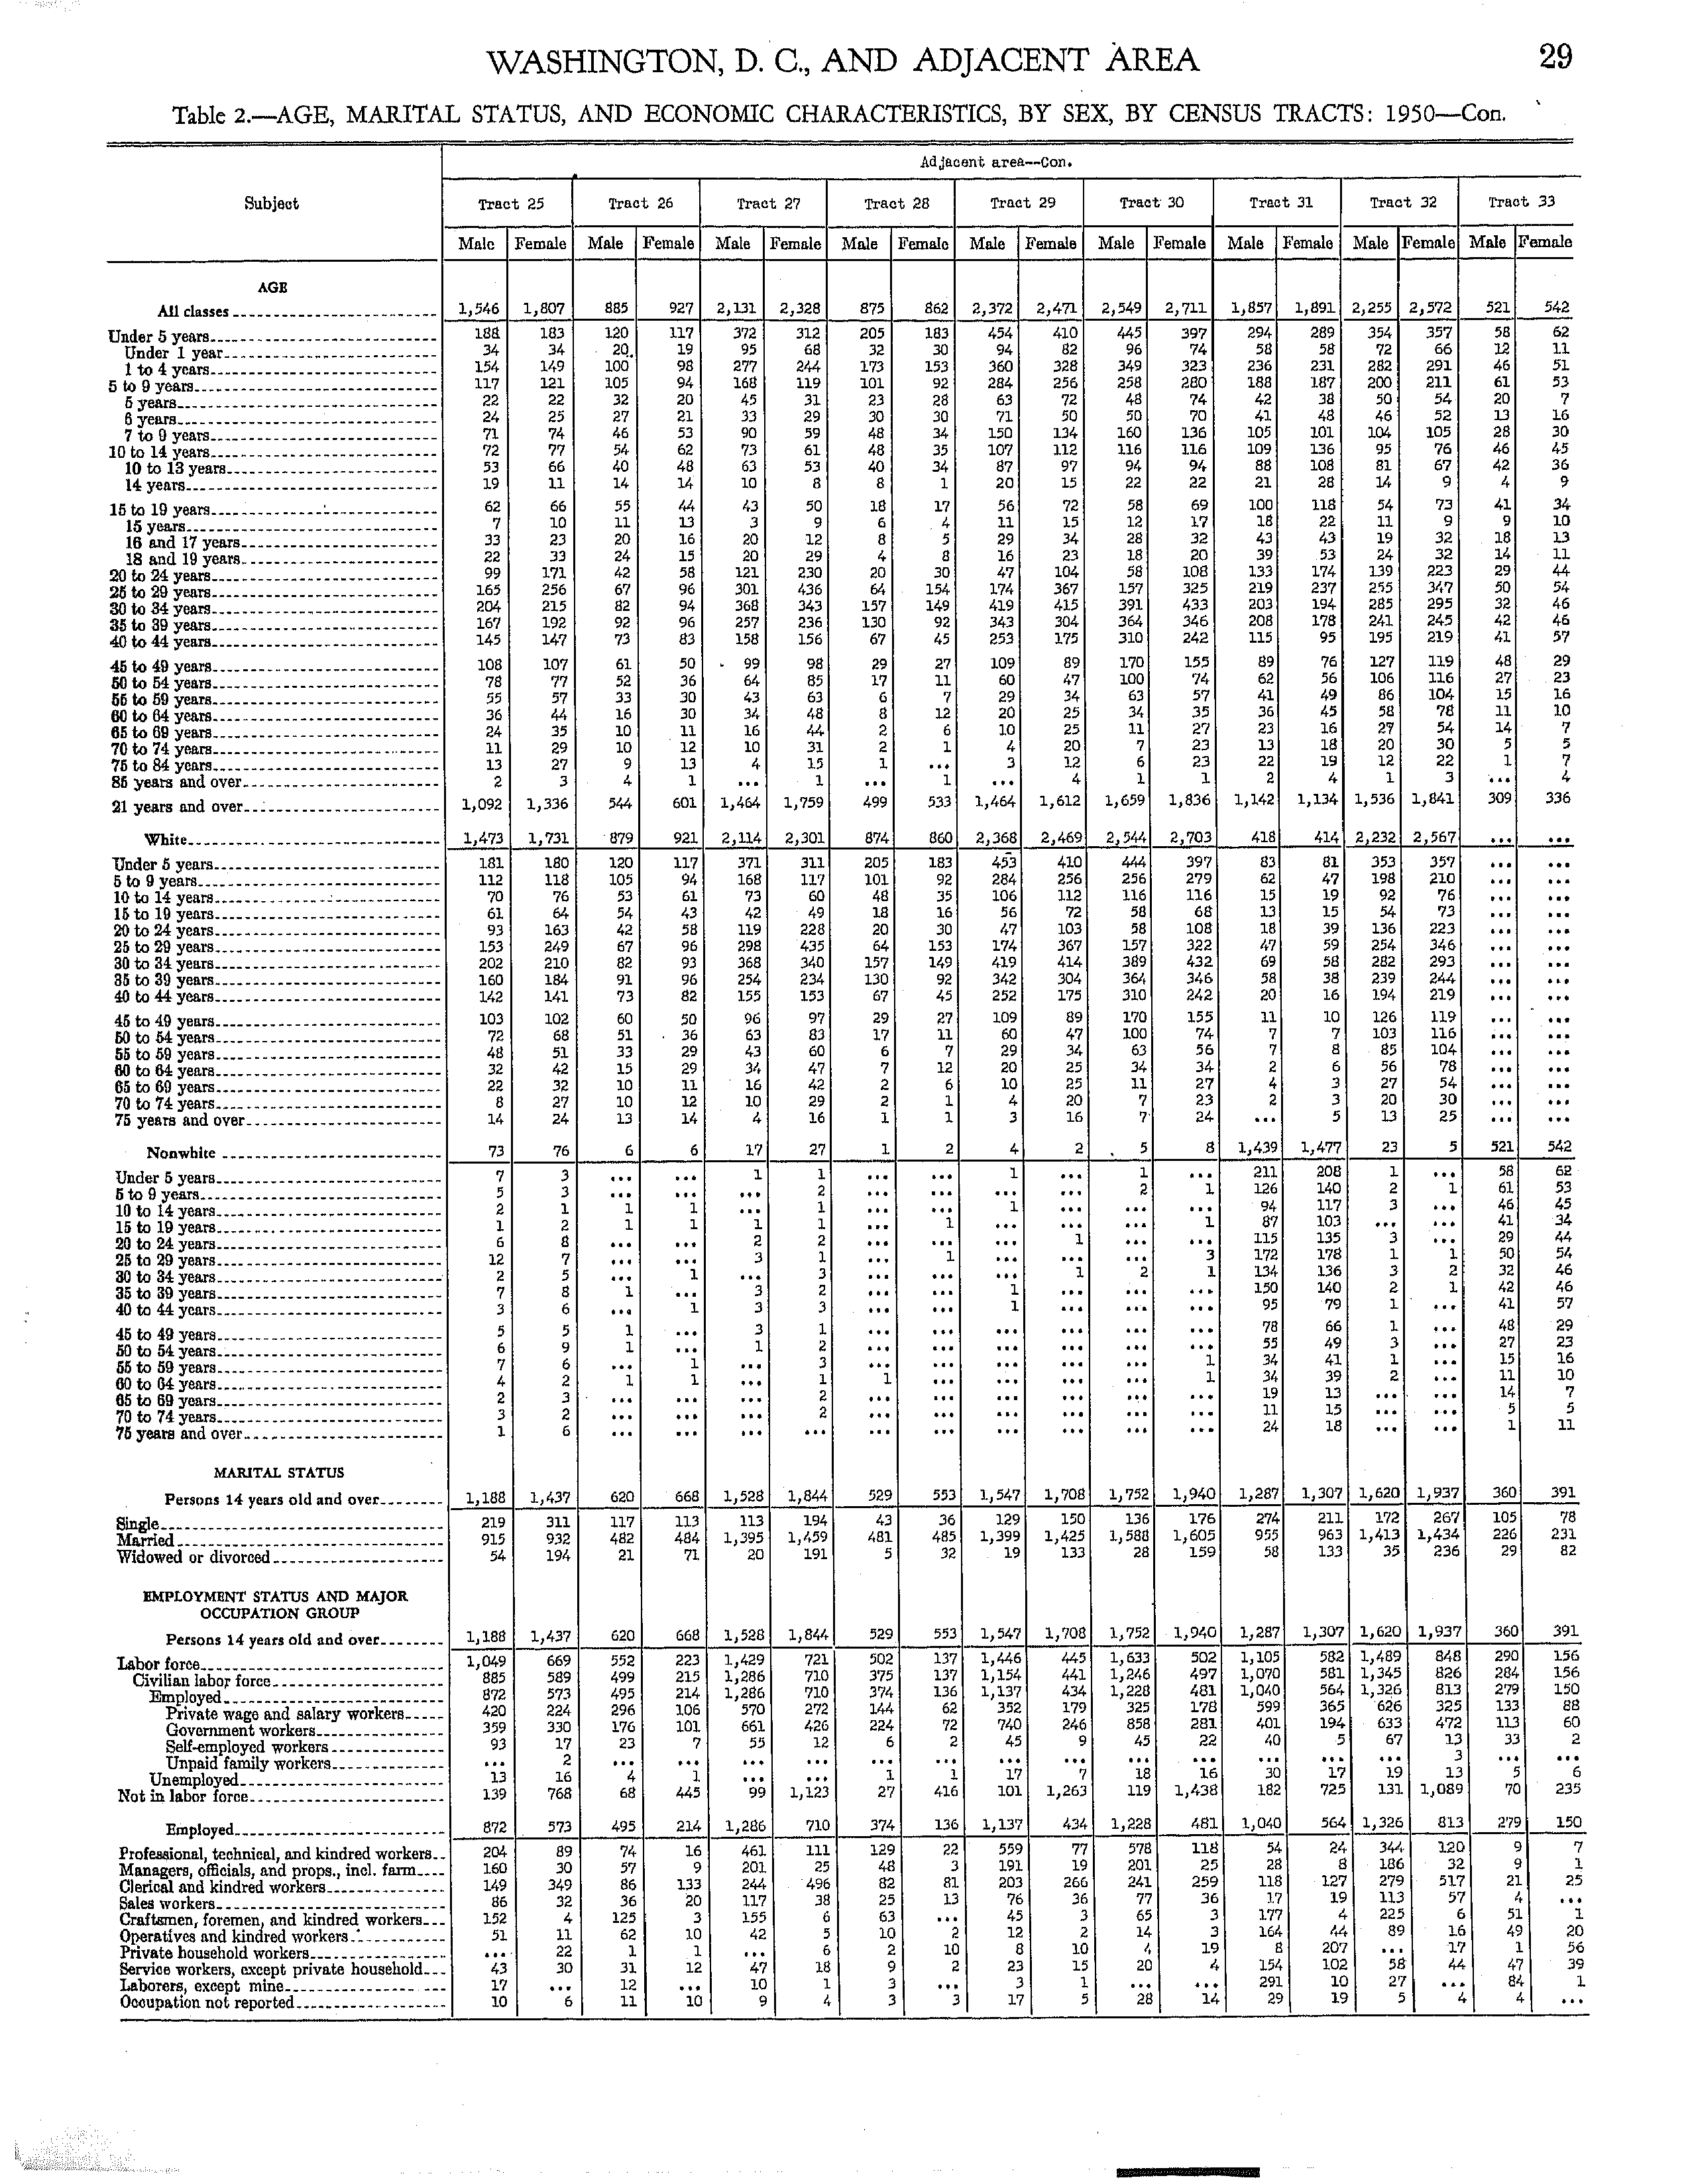 WASHINGTON, D. C., AND ADJACENT AREA 29
Table 2.—AGE, MARITAL STATUS, AND ECONOMIC CHARACTERISTICS, BY SEX, BY CENSUS TRACTS: 1950—Con.
Subject
Adjacent area—Con.
Tract 25 Tract 26 Tract 27 Tract 28 Tract 29 Tract 30 Tract 31 Tract 32 Tract 33
Male Female Male Female Male Female Male Female Male Female Male Female Male Female Male Female Male Female
AGE
All classes 1,546 1,807 885 927 2,131 2,328 875 862 2,372 2,471 2,549 2,711 1,857 1,891 2,255 2,572 521 542
Under 5 years 188 183 120 117 372 312 205 183 454 410 445 397 294 289 354 357 58 62
Under 1 year 34 34 20 19 95 68 32 30 94 82 96 74 58 58 72 66 12 11
1 to 4 years 154 149 100 98 277 244 173 153 360 328 349 323 236 231 282 291 46 51
5 to 9 years 117 121 105 94 168 119 101 92 284 256 258 280 188 187 200 211 61 53
5 years 22 22 32 20 45 31 23 28 63 72 48 74 42 38 50 54 20 7
6 years 24 25 27 21 33 29 30 30 71 50 50 70 41 48 46 52 13 16
7 to 9 years 71 74 46 53 90 59 48 34 150 134 160 136 105 101 104 105 28 30
10 to 14 years 72 77 54 62 73 61 48 35 107 112 116 116 109 136 95 76 46 45
10 to 13 years 53 66 40 48 63 53 40 34 87 97 94 94 88 108 81 67 42 36
14 years 19 11 14 14 10 8 8 1 20 15 22 22 21 28 14 9 4 9
15 to 19 years 62 66 55 44 43 50 18 17 56 72 58 69 100 118 54 73 41 34
15 years 7 10 11 13 3 9 6 4 11 15 12 17 18 22 11 9 9 10
16 and 17 years 33 23 20 16 20 12 8 5 29 34 28 32 43 43 19 32 18 13
18 and 19 years 22 33 24 15 20 29 4 8 16 23 18 20 39 53 24 32 14 11
20 to 24 years 99 171 42 58 121 230 20 30 47 104 58 108 133 174 139 223 29 44
25 to 29 years 165 256 67 96 301 436 64 154 174 367 157 325 219 237 255 347 50 54
30 to 34 years 204 215 82 94 368 343 157 149 419 415 391 433 203 194 285 295 32 46
35 to 39 years 167 192 92 96 257 236 130 92 343 304 364 346 208 178 241 245 42 46
40 to 44 years 145 147 73 83 158 156 67 45 253 175 310 242 115 95 195 219 41 57
45 to 49 years 108 107 61 50 99 98 29 27 109 89 170 155 89 76 127 119 48 29
50 to 54 years 78 77 52 36 64 85 17 11 60 47 100 74 62 56 106 116 27 23
55 to 59 years 55 57 33 30 43 63 6 7 29 34 63 57 41 49 86 104 15 16
60 to 64 years 36 44 16 30 34 48 8 12 20 25 34 35 36 45 58 78 11 10
65 to 69 years 24 35 10 11 16 44 2 6 10 25 11 27 23 16 27 54 14 7
70 to 74 years 11 29 10 12 10 31 2 1 4 20 7 23 13 18 20 30 5 5
75 to 84 years 13 27 9 13 4 15 1 ... 3 12 6 23 22 19 12 22 1 7
85 years and over 2 3 4 1 ... 1 ... 1 ... 4 1 1 2 4 1 3 ... 4
21 years and over 1,092 1,336 544 601 1,464 1,759 499 533 1,464 1,612 1,659 1,836 1,142 1,134 1,536 1,841 309 336
White 1,473 1,731 879 921 2,114 2,301 874 860 2,368 2,469 2,544 2,703 418 414 2,232 2,567 ... ...
Under 5 years 181 180 120 117 371 311 205 183 453 410 444 397 83 81 353 357 ... ...
5 to 9 years 112 118 105 94 168 117 101 92 284 256 256 279 62 47 198 210 ... ...
10 to 14 years 70 76 53 61 73 60 48 35 106 112 116 116 15 19 92 76 ... ...
15 to 19 years 61 64 54 43 42 49 18 16 56 72 58 68 13 15 54 73 ... ...
20 to 24 years 93 163 42 58 119 228 20 30 47 103 58 108 18 39 136 223 ... ...
25 to 29 years 153 249 67 96 298 435 64 153 174 367 157 322 47 59 254 346 ... ...
30 to 34 years 202 210 82 93 368 340 157 149 419 414 389 432 69 58 282 293 ... ...
35 to 39 years 160 184 91 96 254 234 130 92 342 304 364 346 58 38 239 244 ... ...
40 to 44 years 142 141 73 82 155 153 67 45 252 175 310 242 20 16 194 219 ... ...
45 to 49 years 103 102 60 50 96 97 29 27 109 89 170 155 11 10 126 119 ... ...
50 to 54 years 72 68 51 36 63 83 17 11 60 47 100 74 7 7 103 116 ... ...
55 to 59 years 48 51 33 29 43 60 6 7 29 34 63 56 7 8 85 104 ... ...
60 to 64 years 32 42 15 29 34 47 7 12 20 25 34 34 2 6 56 78 ... ...
65 to 69 years 22 32 10 11 16 42 2 6 10 25 11 27 4 3 27 54 ... ...
70 to 74 years 8 27 10 12 10 29 2 1 4 20 7 23 2 3 20 30 ... ...
75 years and over 14 24 13 14 4 16 1 1 3 16 7 24 ... 5 13 25 ... ...
Nonwhite 73 76 6 6 17 27 1 2 4 2 5 8 1,439 1,477 23 5 521 542
Under 5 years 7 3 ... ... 1 1 ... ... 1 ... 1 ... 211 208 1 ... 58 62
5 to 9 years 5 3 ... ... ... 2 ... ... ... ... 2 1 126 140 2 1 61 53
10 to 14 years 2 1 1 1 ... 1 ... ... 1 ... ... ... 94 117 3 ... 46 45
15 to 19 years 1 2 1 1 1 1 ... 1 ... ... ... 1 87 103 ... ... 41 34
20 to 24 years 6 8 ... ... 2 2 ... ... ... 1 ... ... 115 135 3 ... 29 44
25 to 29 years 12 7 ... ... 3 1 ... 1 ... ... ... 3 172 178 1 1 50 54
30 to 34 years 2 5 ... 1 ... 3 ... ... ... 1 2 1 134 136 3 2 32 46
35 to 39 years 7 8 1 ... 3 2 ... ... 1 ... ... ... 150 140 2 1 42 46
40 to 44 years 3 6 ... 1 3 3 ... ... 1 ... ... ... 95 79 1 ... 41 57
45 to 49 years 5 5 1 ... 3 1 ... ... ... ... ... ... 78 66 1 ... 48 29
50 to 54 years 6 9 1 ... 1 2 ... ... ... ... ... ... 55 49 3 ... 27 23
55 to 59 years 7 6 ... 1 ... 3 ... ... ... ... ... 1 34 41 1 ... 15 16
60 to 64 years 4 2 1 1 ... 1 1 ... ... ... ... 1 34 39 2 ... 11 10
65 to 69 years 2 3 ... ... ... 2 ... ... ... ... ... ... 19 13 ... ... 14 7
70 to 74 years 3 2 ... ... ... 2 ... ... ... ... ... ... 11 15 ... ... 5 5
75 years and over 1 6 ... ... ... ... ... ... ... ... ... ... 24 18 ... ... 1 11
MARITAL STATUS
Persons 14 years old and over 1,188 1,437 620 668 1,528 1,844 529 553 1,547 1,708 1,752 1,940 1,287 1,307 1,620 1,937 360 391
Single 219 311 117 113 113 194 43 36 129 150 136 176 274 211 172 267 105 78
Married 915 932 482 484 1,395 1,459 481 485 1,399 1,425 1,588 1,605 955 963 1,413 1,434 226 231
Widowed or divorced 54 194 21 71 20 191 5 32 19 133 28 159 58 133 35 236 29 82
EMPLOYMENT STATUS AND MAJOR
OCCUPATION GROUP
Persons 14 years old and over 1,188 1,437 620 668 1,528 1,844 529 553 1,547 1,708 1,752 1,940 1,287 1,307 1,620 1,937 360 391
Labor force 1,049 669 552 223 1,429 721 502 137 1,446 445 1,633 502 1,105 582 1,489 848 290 156
Civilian labor force 885 589 499 215 1,286 710 375 137 1,154 441 1,246 497 1,070 581 1,345 826 284 156
Employed 872 573 495 214 1,286 710 374 136 1,137 434 1,228 481 1,040 564 1,326 813 279 150
Private wage and salary workers 420 224 296 106 570 272 144 62 352 179 325 178 599 365 626 325 133 88
Government workers 359 330 176 101 661 426 224 72 740 246 858 281 401 194 633 472 113 60
Self-employed workers 93 17 23 7 55 12 6 2 45 9 45 22 40 5 67 13 33 2
Unpaid family workers ... 2 ... ... ... ... ... ... ... ... ... ... ... ... ... 3 ... ...
Unemployed 13 16 4 1 ... ... 1 1 17 7 18 16 30 17 19 13 5 6
Not in labor force 139 768 68 445 99 1,123 27 416 101 1,263 119 1,438 182 725 131 1,089 70 235
Employed 872 573 495 214 1,286 710 374 136 1,137 434 1,228 481 1,040 564 1,326 813 279 150
Professional, technical, and kindred workers 204 89 74 16 461 111 129 22 559 77 578 118 54 24 344 120 9 7
Managers, officials, and props., incl. farm 160 30 57 9 201 25 48 3 191 19 201 25 28 8 186 32 9 1
Clerical and kindred workers 149 349 86 133 244 496 82 81 203 266 241 259 118 127 279 517 21 25
Sales workers 86 32 36 20 117 38 25 13 76 36 77 36 17 19 113 57 4 ...
Craftsmen, foremen, and kindred workers 152 4 125 3 155 6 63 ... 45 3 65 3 177 4 225 6 51 1
Operatives and kindred workers 51 11 62 10 42 5 10 2 12 2 14 3 164 44 89 16 49 20
Private household workers ... 22 1 1 ... 6 2 10 8 10 4 19 8 207 ... 17 1 56
Service workers, except private household 43 30 31 12 47 18 9 2 23 15 20 4 154 102 58 44 47 39
Laborers, except mine 17 ... 12 ... 10 1 3 ... 3 1 ... ... 291 10 27 ... 84 1
Occupation not reported 10 6 11 10 9 4 3 3 17 5 28 14 29 19 5 4 4 ...